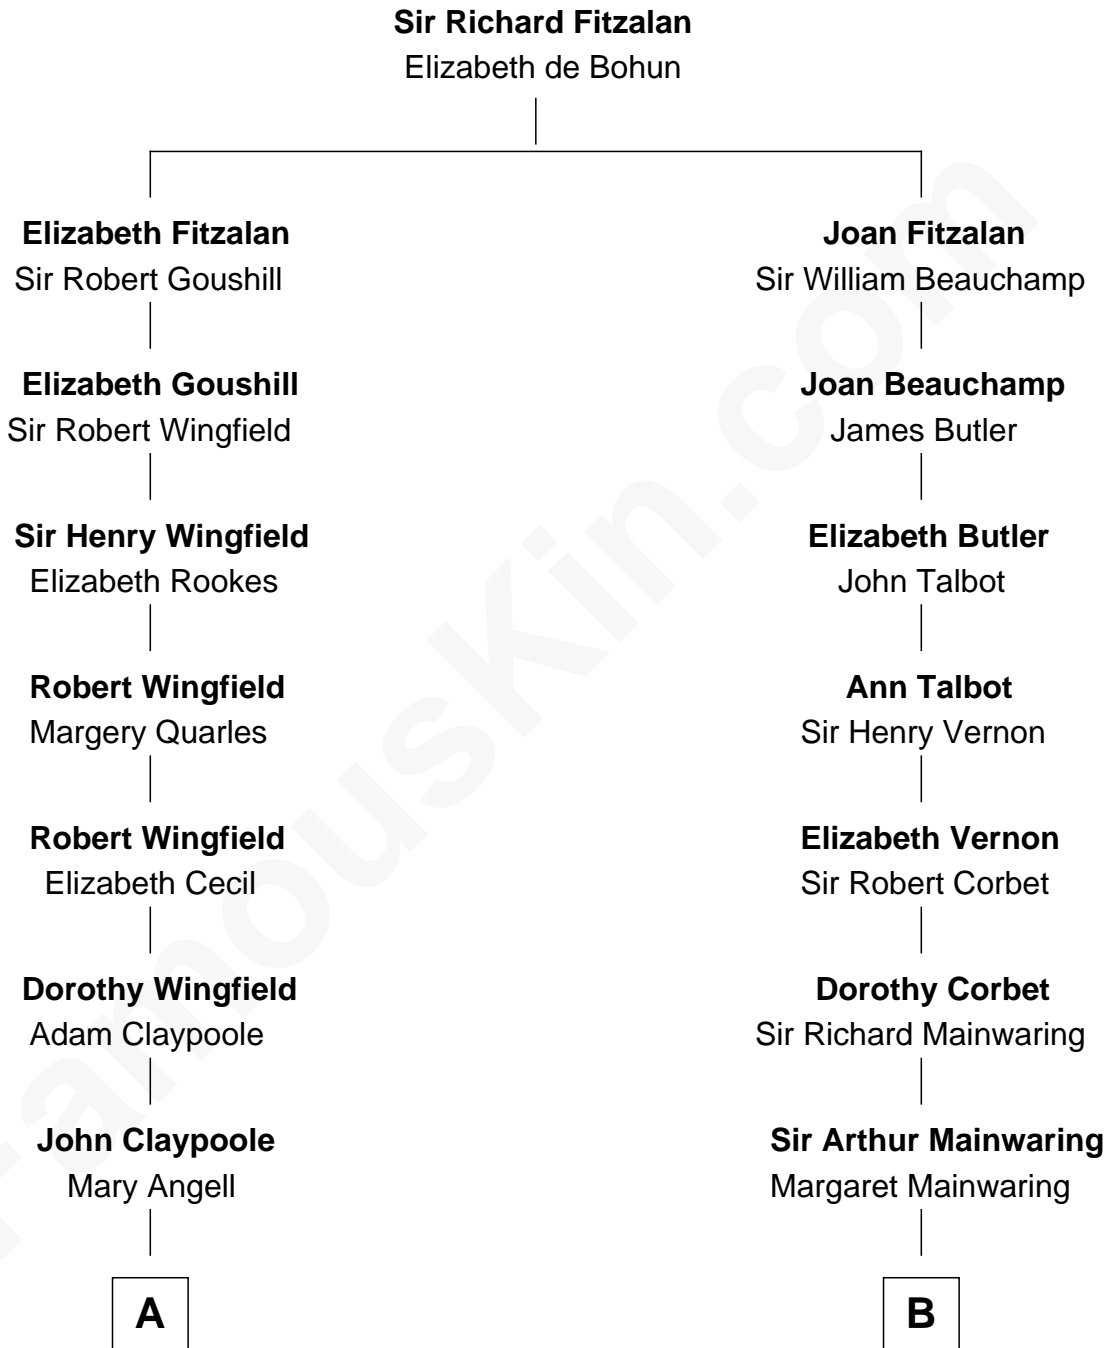 Sir Richard Fitzalan
Elizabeth de Bohun
Elizabeth Fitzalan
Sir Robert Goushill
Joan Fitzalan
Sir William Beauchamp
Elizabeth Goushill
Sir Robert Wingfield
Joan Beauchamp
James Butler
Sir Henry Wingfield
Elizabeth Rookes
Elizabeth Butler
John Talbot
Robert Wingfield
Margery Quarles
Ann Talbot
Sir Henry Vernon
Robert Wingfield
Elizabeth Cecil
Elizabeth Vernon
Sir Robert Corbet
Dorothy Wingfield
Adam Claypoole
Dorothy Corbet
Sir Richard Mainwaring
John Claypoole
Mary Angell
Sir Arthur Mainwaring
Margaret Mainwaring
A
B
FamousKin.com